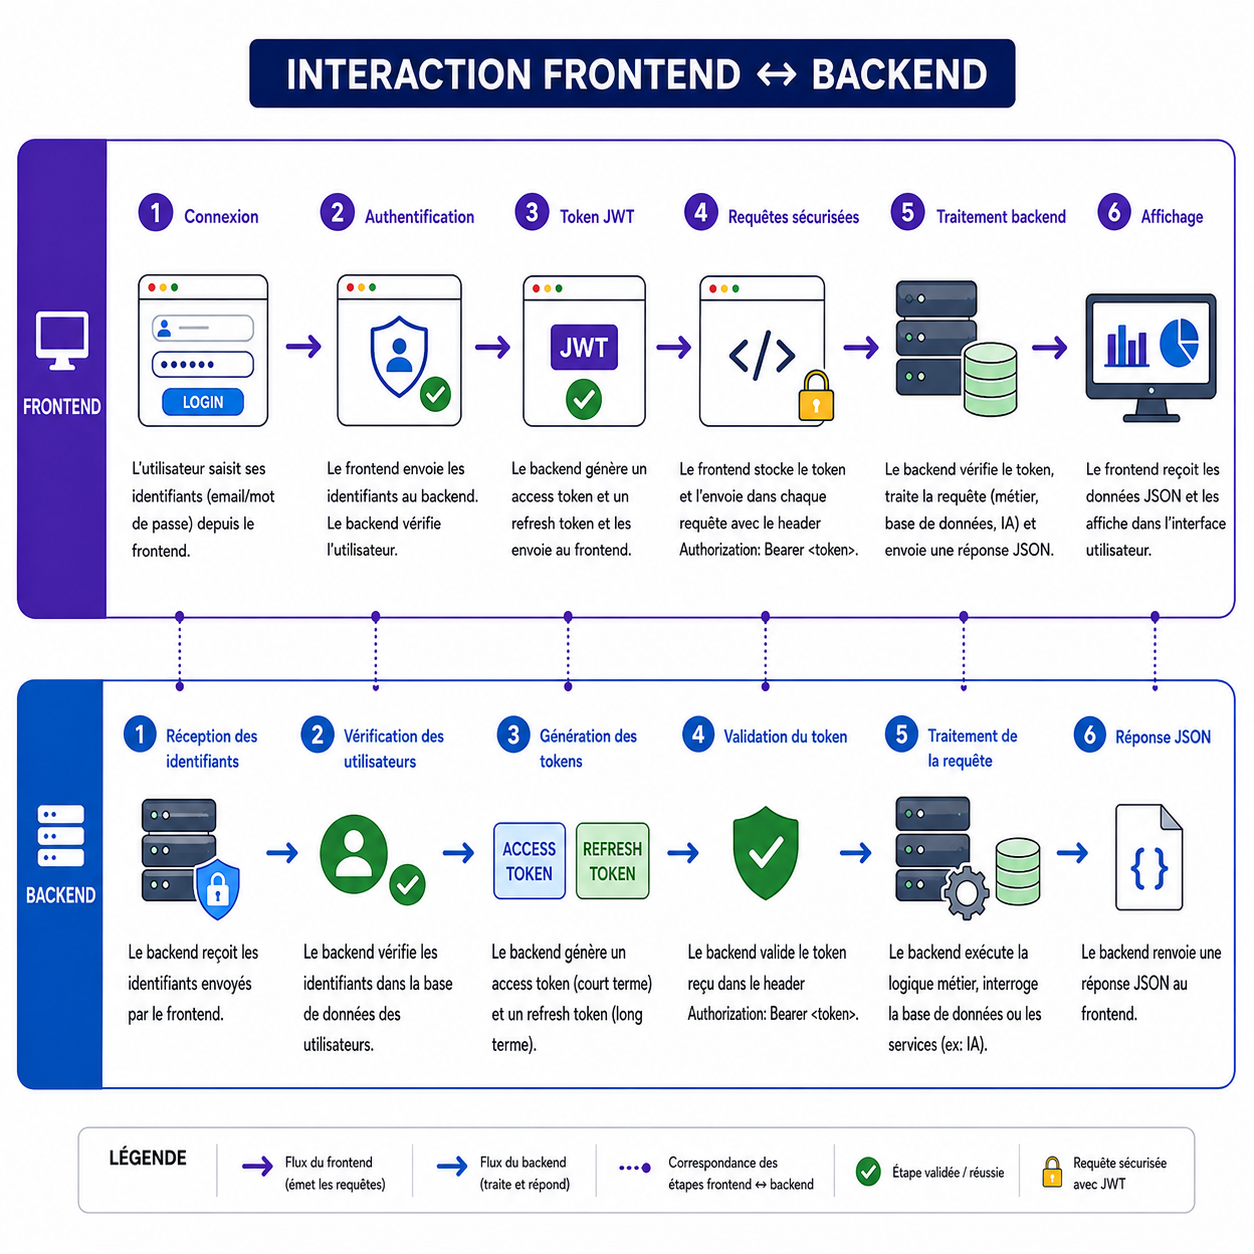 INTERACTION FRONTEND ↔ BACKEND
FRONTEND
1 Connexion
2 Authentification
3 Token JWT
4 Requêtes sécurisées
5 Traitement backend
6 Affichage
LOGIN
JWT
</>
L'utilisateur saisit ses
identifiants (email/mot
de passe) depuis le
frontend.
Le frontend envoie les
identifiants au backend.
Le backend vérifie
l'utilisateur.
Le backend génère un
access token et un
refresh token et les
envoie au frontend.
Le frontend stocke le token
et l'envoie dans chaque
requête avec le header
Authorization: Bearer <token>.
Le backend vérifie le token,
traite la requête (métier,
base de données, IA) et
envoie une réponse JSON.
Le frontend reçoit les
données JSON et les
affiche dans l'interface
utilisateur.
BACKEND
1 Réception des
identifiants
2 Vérification des
utilisateurs
3 Génération des
tokens
4 Validation du token
5 Traitement de
la requête
6 Réponse JSON
ACCESS
TOKEN
REFRESH
TOKEN
{ }
Le backend reçoit les
identifiants envoyés
par le frontend.
Le backend vérifie les
identifiants dans la base
de données des
utilisateurs.
Le backend génère un
access token (court terme)
et un refresh token (long
terme).
Le backend valide le token
reçu dans le header
Authorization: Bearer <token>.
Le backend exécute la
logique métier, interroge
la base de données ou les
services (ex: IA).
Le backend renvoie une
réponse JSON au
frontend.
LÉGENDE
Flux du frontend
(émet les requêtes)
Flux du backend
(traite et répond)
Correspondance des
étapes frontend ↔ backend
Étape validée / réussie
Requête sécurisée
avec JWT